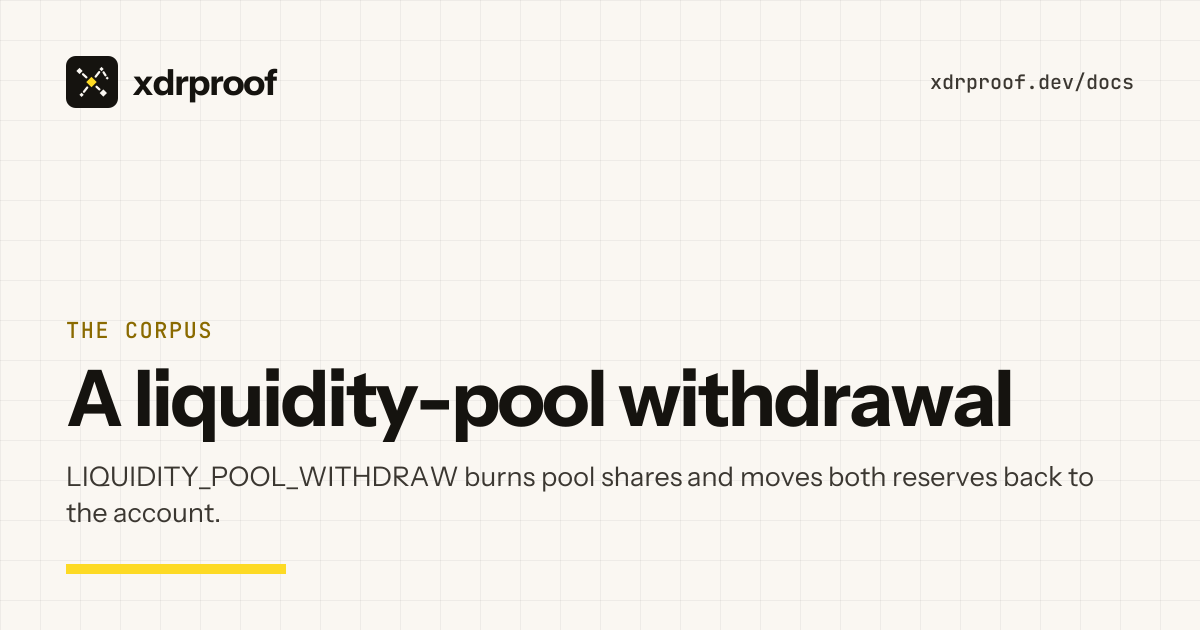 xdrproof
xdrproof.dev/docs
THE CORPUS
A liquidity-pool withdrawal
LIQUIDITY_POOL_WITHDRAW burns pool shares and moves both reserves back to
the account.